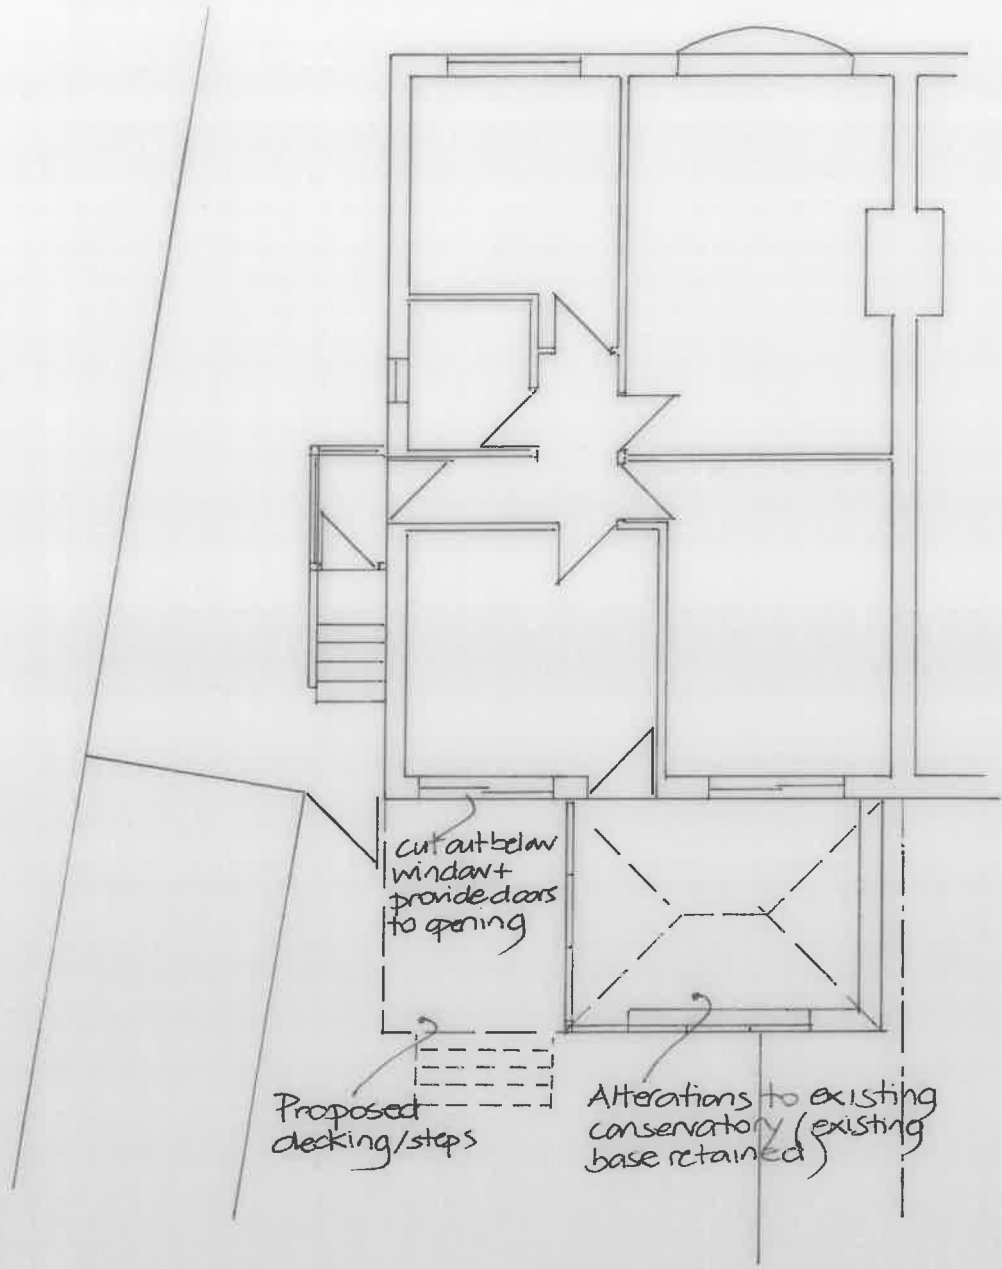 cut out below
window +
provide doors
to opening
Proposed
decking/steps
Alterations to existing
conservatory (existing
base retained)